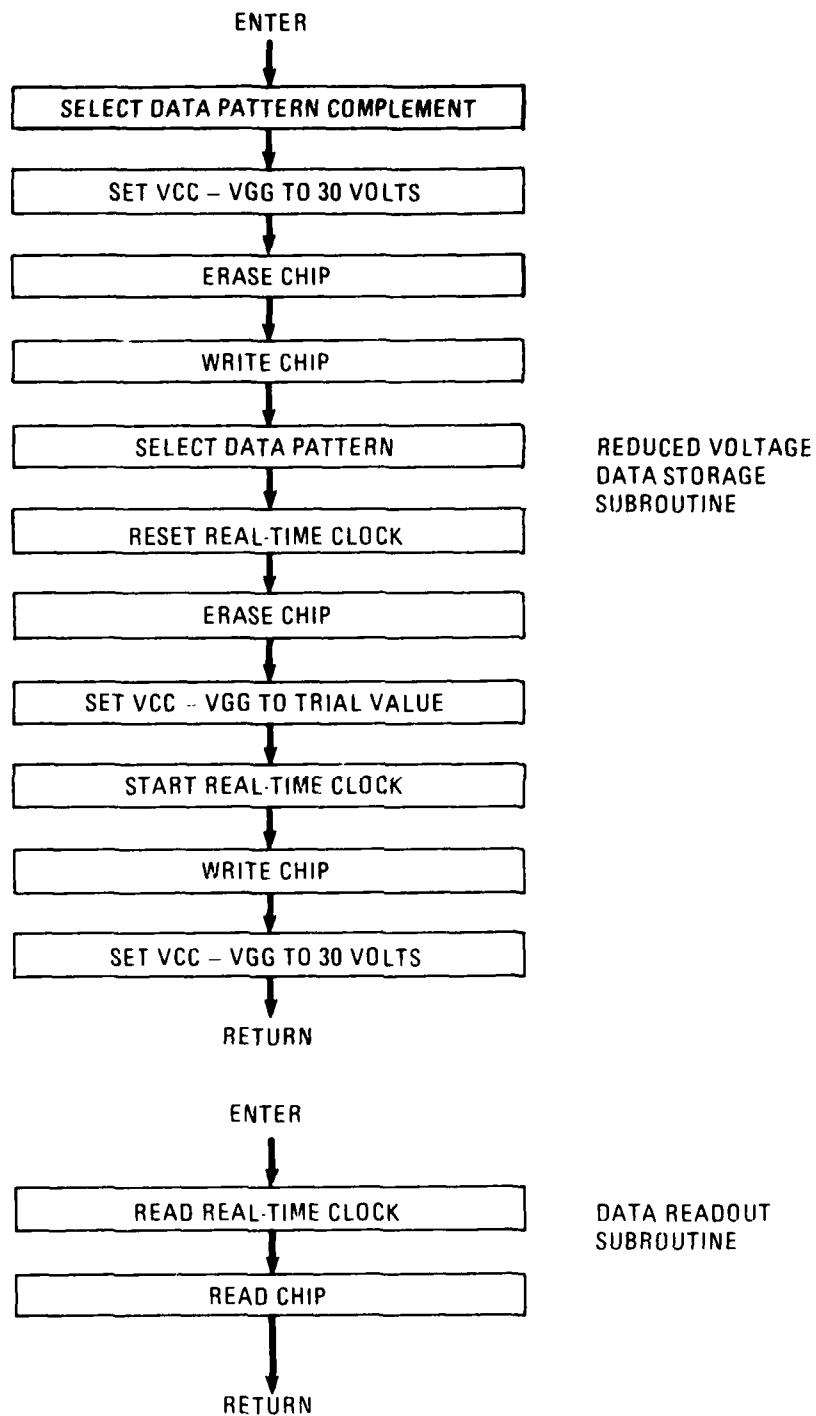 ENTER
SELECT DATA PATTERN COMPLEMENT
SET VCC – VGG TO 30 VOLTS
ERASE CHIP
WRITE CHIP
SELECT DATA PATTERN
REDUCED VOLTAGE
DATA STORAGE
SUBROUTINE
RESET REAL-TIME CLOCK
ERASE CHIP
SET VCC – VGG TO TRIAL VALUE
START REAL-TIME CLOCK
WRITE CHIP
SET VCC – VGG TO 30 VOLTS
RETURN
ENTER
READ REAL-TIME CLOCK
DATA READOUT
SUBROUTINE
READ CHIP
RETURN